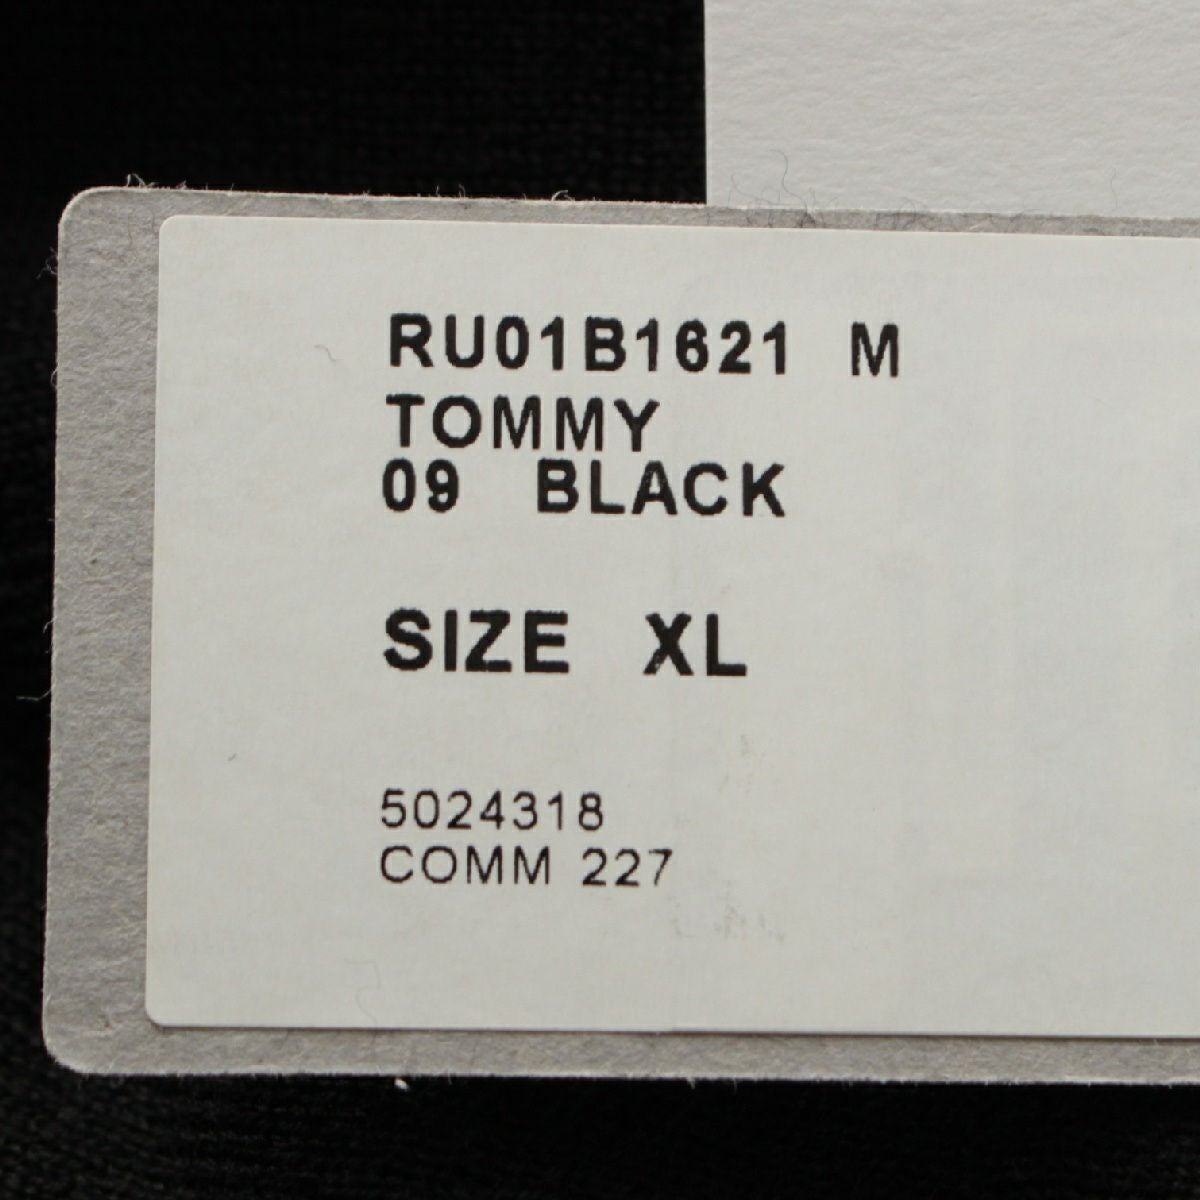 RU01B1621 M
TOMMY
09 BLACK
SIZE XL
5024318
COMM 227